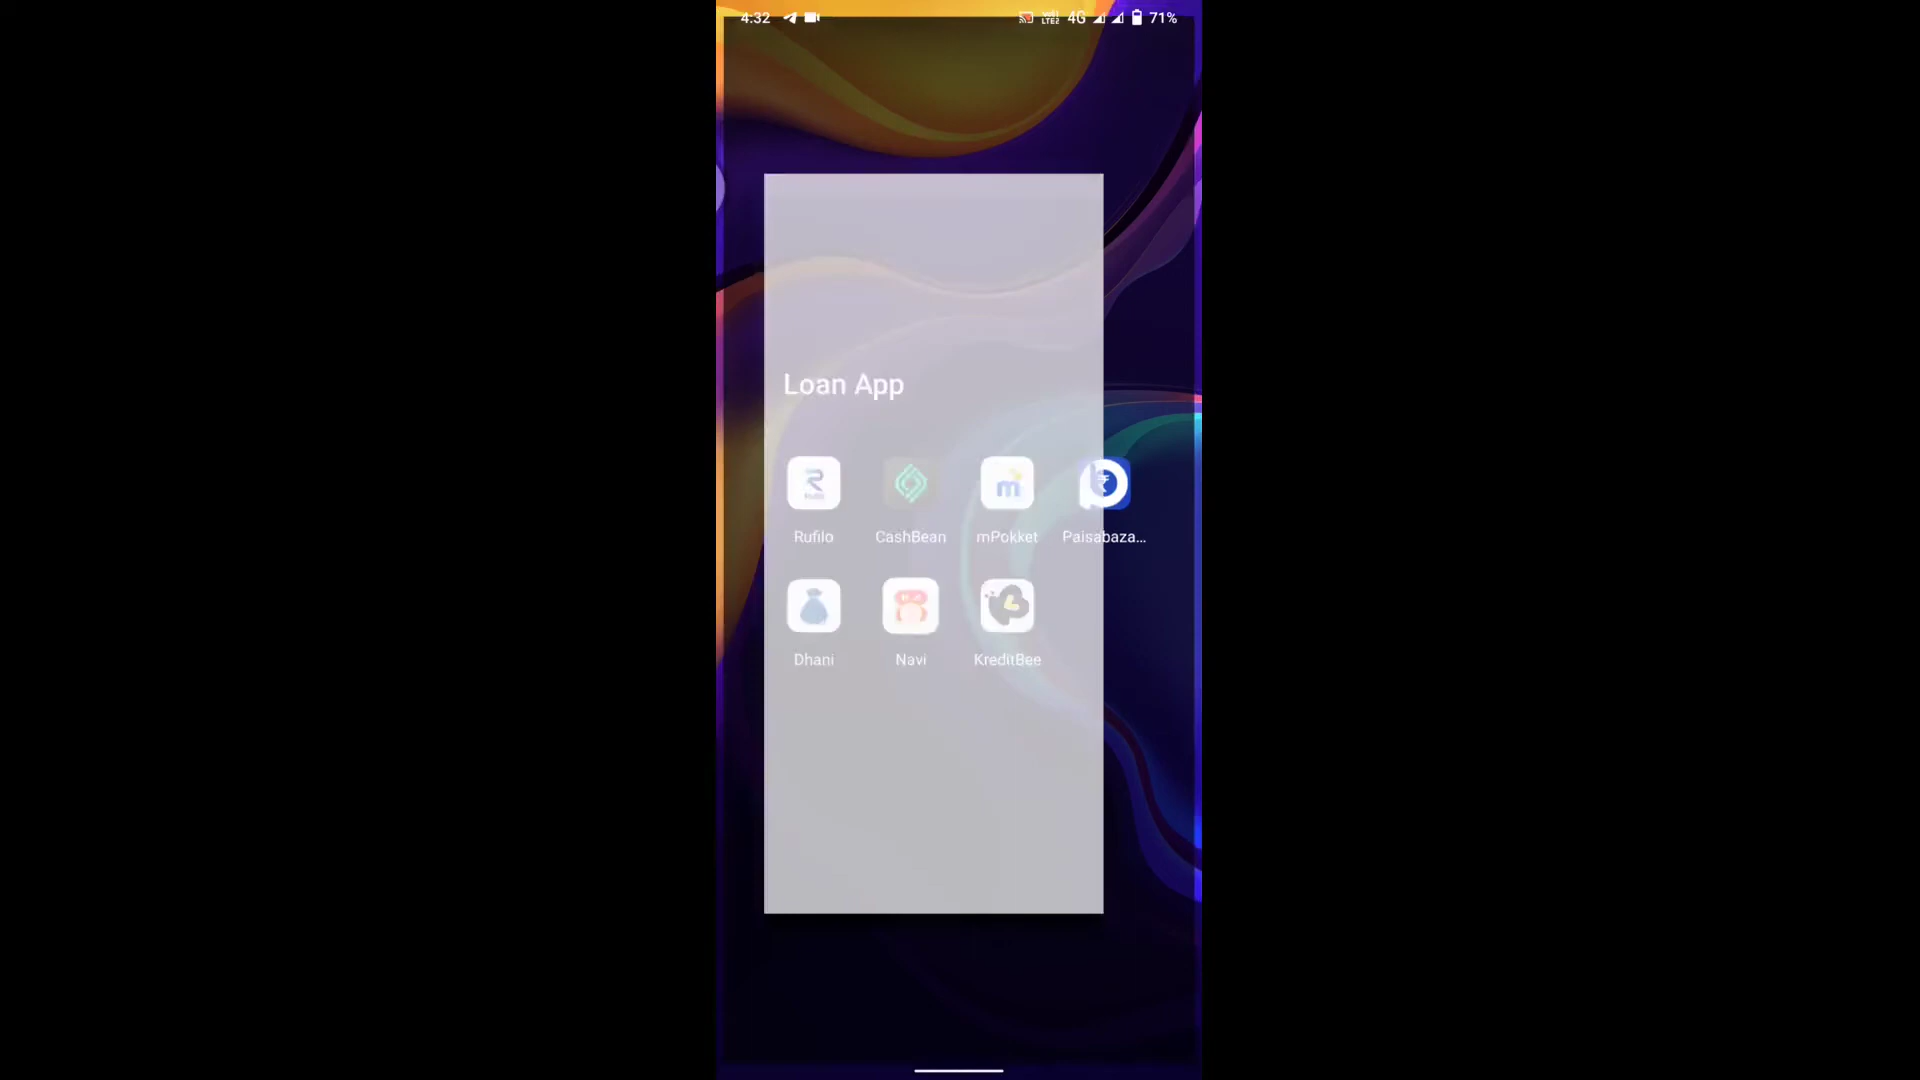 4:32 4G 71%
Loan App
Rufilo CashBean mPokket Paisabaza...
Dhani Navi KreditBee